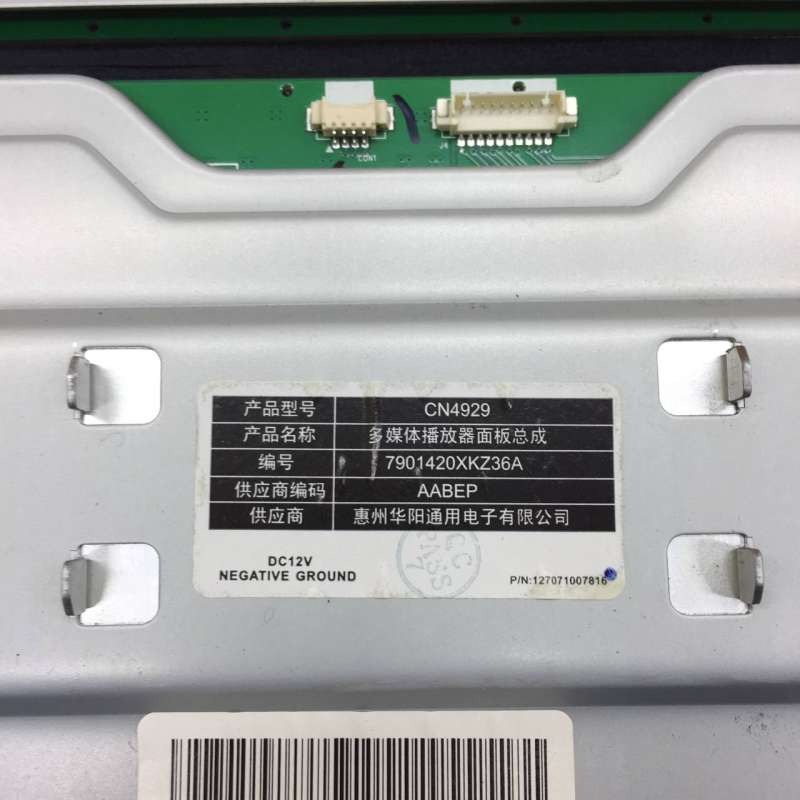 CON1
J4
产品型号 CN4929
产品名称 多媒体播放器面板总成
编号 7901420XKZ36A
供应商编码 AABEP
供应商 惠州华阳通用电子有限公司
DC12V
NEGATIVE GROUND
P/N:127071007816